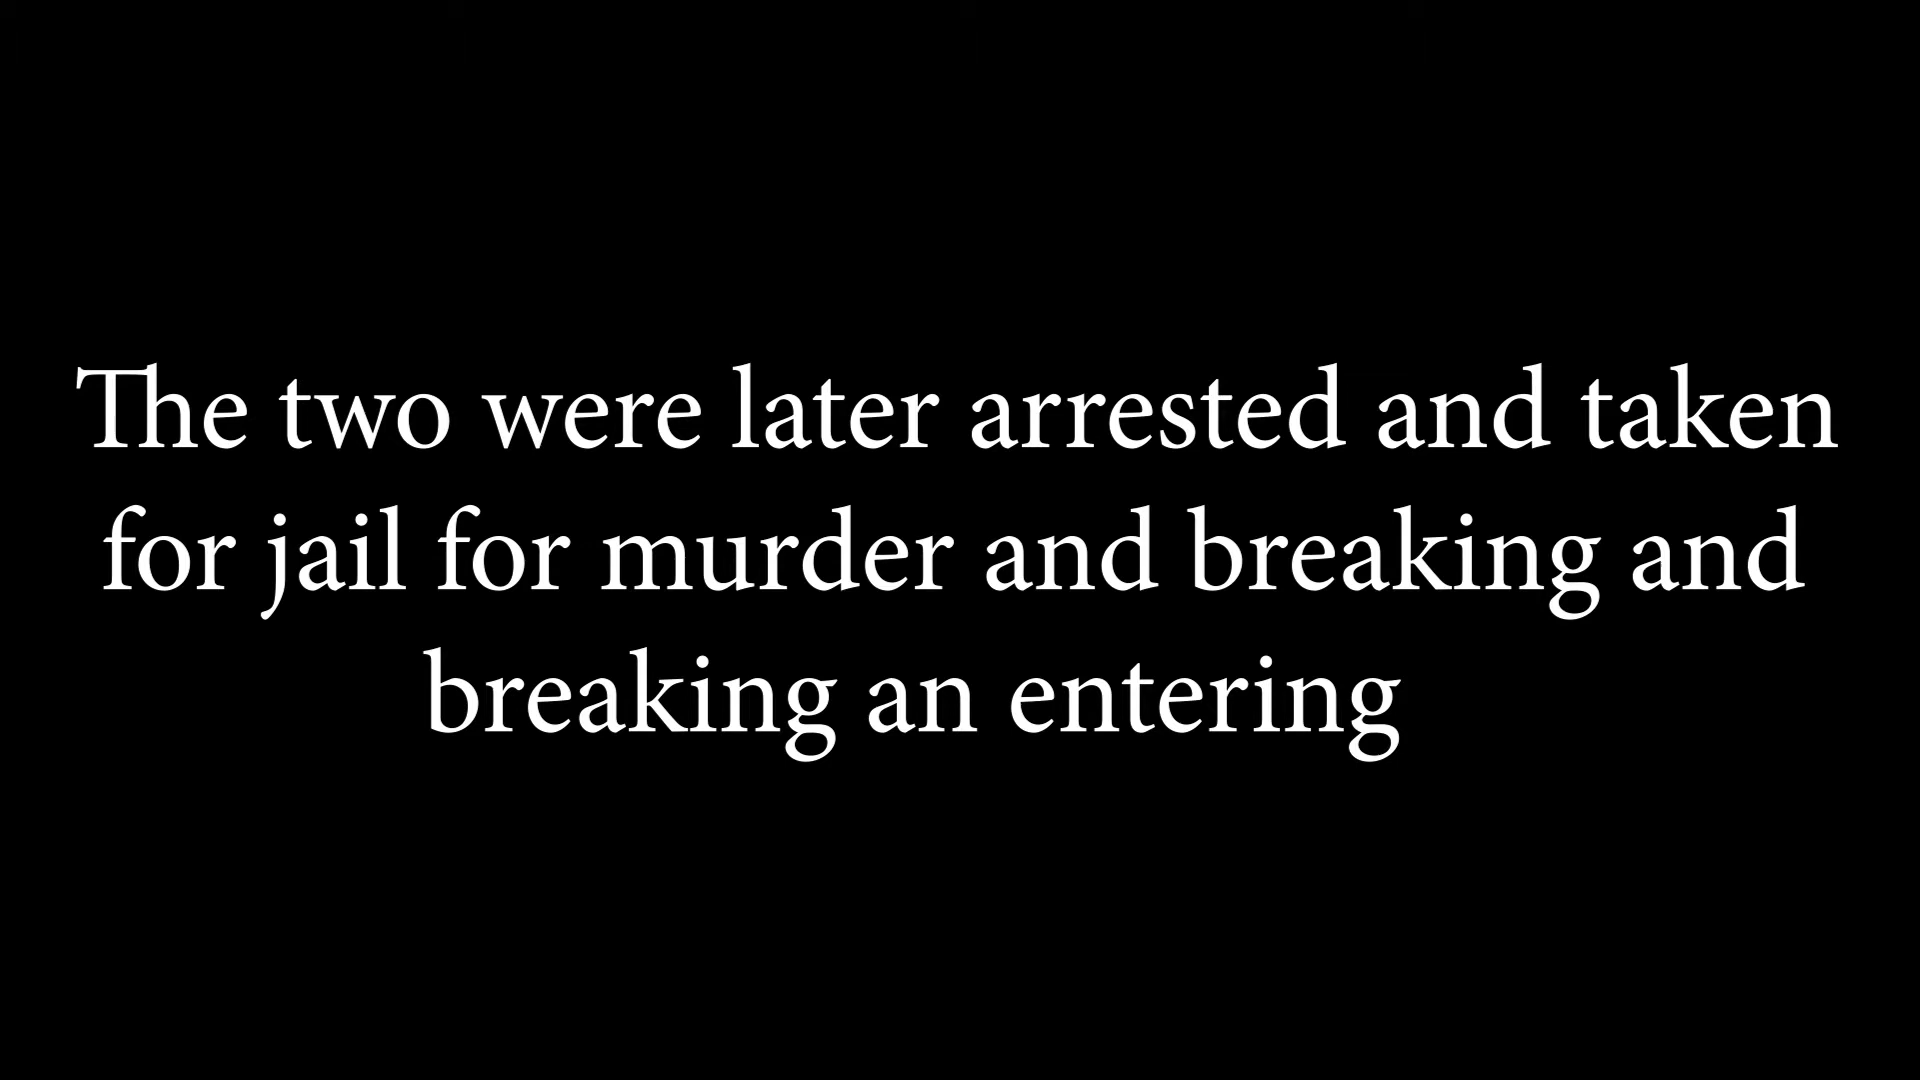 The two were later arrested and taken
for jail for murder and breaking and
breaking an entering